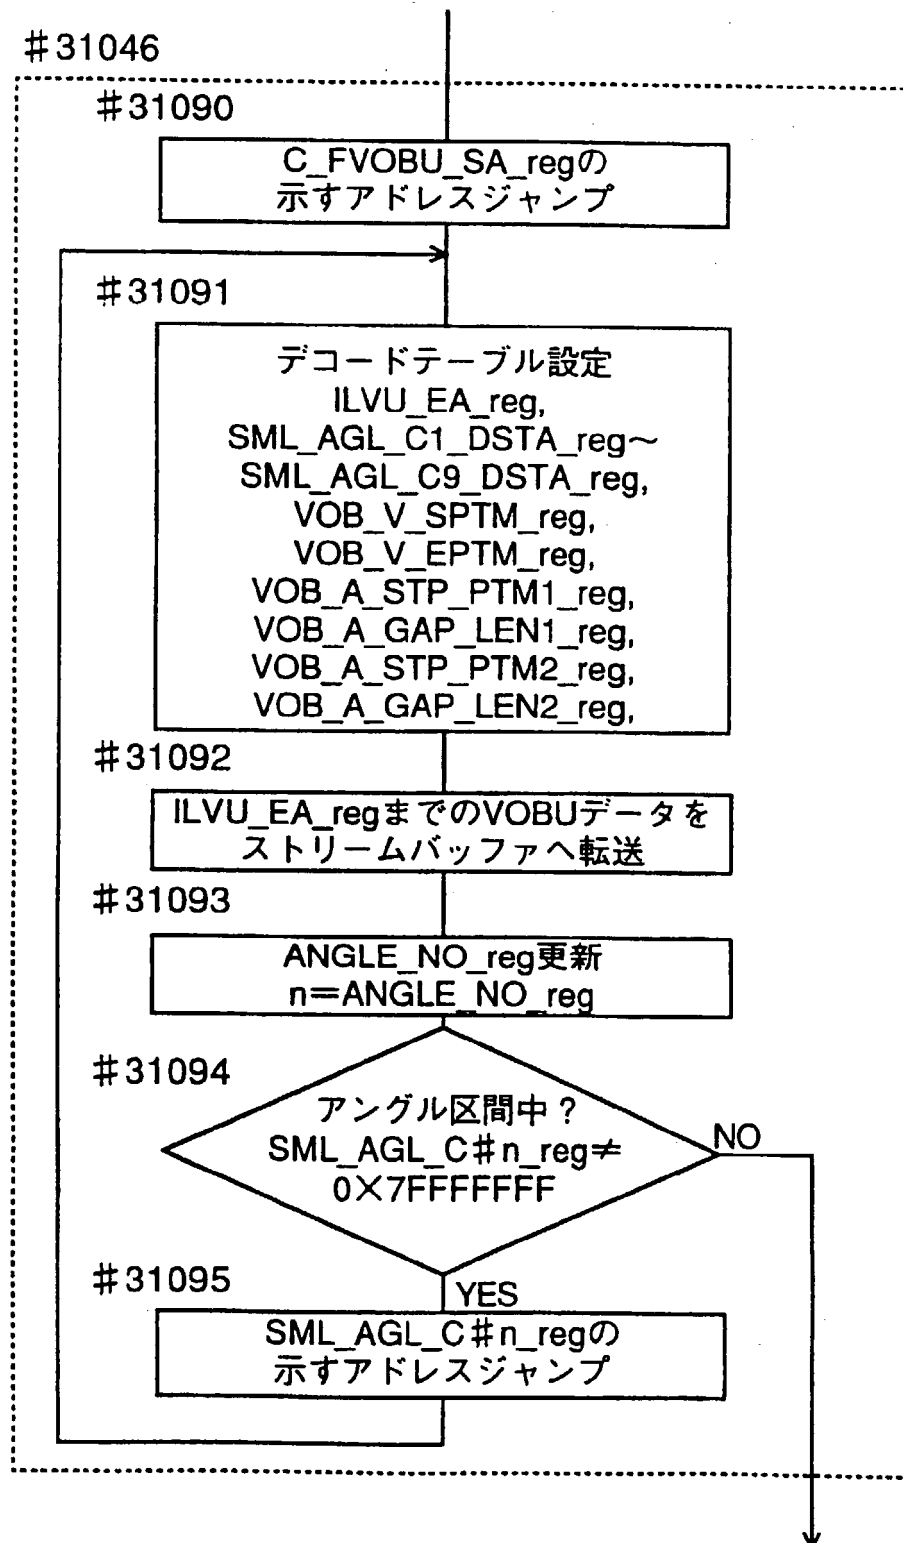 #31046
#31090
C_FVOBU_SA_regの
示すアドレスジャンプ
#31091
デコードテーブル設定
ILVU_EA_reg,
SML_AGL_C1_DSTA_reg～
SML_AGL_C9_DSTA_reg,
VOB_V_SPTM_reg,
VOB_V_EPTM_reg,
VOB_A_STP_PTM1_reg,
VOB_A_GAP_LEN1_reg,
VOB_A_STP_PTM2_reg,
VOB_A_GAP_LEN2_reg,
#31092
ILVU_EA_regまでのVOBUデータを
ストリームバッファへ転送
#31093
ANGLE_NO_reg更新
n=ANGLE_NO_reg
#31094
アングル区間中？
SML_AGL_C#n_reg≠
0×7FFFFFFF
NO
#31095
YES
SML_AGL_C#n_regの
示すアドレスジャンプ